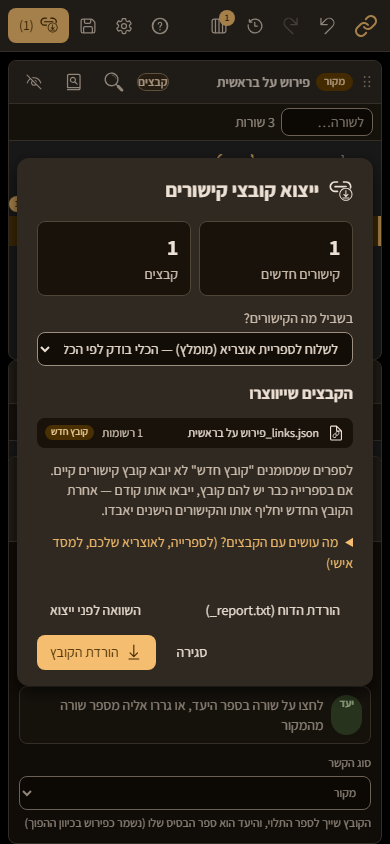 (1)
1
מקור
פירוש על בראשית
קבצים
לשורה...
3 שורות
ייצוא קובצי קישורים
1
קישורים חדשים
1
קבצים
בשביל מה הקישורים?
לשלוח לספריית אוצריא (מומלץ) — הכלי בודק לפי הכל
הקבצים שייווצרו
פירוש על בראשית_links.json
1 רשומות
קובץ חדש
לספרים שמסומנים "קובץ חדש" לא יובא קובץ קישורים קיים.
אם בספרייה כבר יש להם קובץ, ייבאו אותו קודם — אחרת
הקובץ החדש יחליף אותו והקישורים הישנים יאבדו.
מה עושים עם הקבצים? (לספרייה, לאוצריא שלכם, למסד
אישי)
הורדת הדוח (_report.txt)
השוואה לפני ייצוא
סגירה
הורדת הקובץ
יעד
לחצו על שורה בספר היעד, או גררו אליה מספר שורה
מהמקור
סוג הקשר
מקור
הקובץ שייך לספר התלוי, והיעד הוא ספר הבסיס שלו (נשמר כפירוש בכיוון ההפוך)